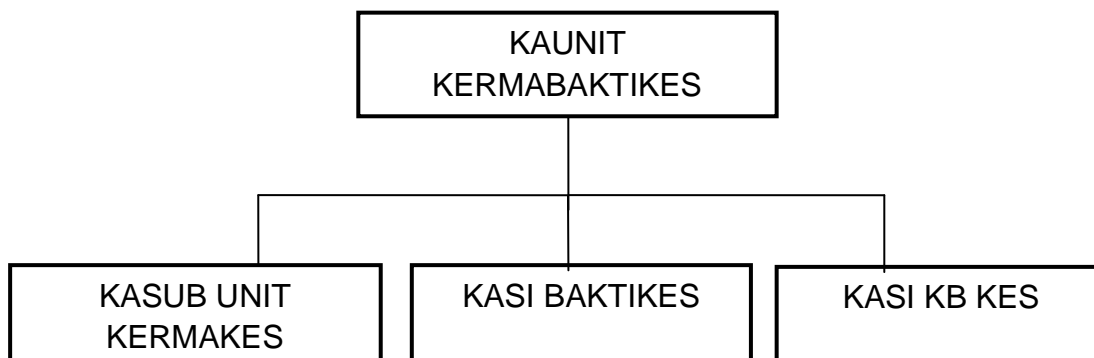 KAUNIT
KERMABAKTIKES
KASUB UNIT
KERMAKES
KASI BAKTIKES
KASI KB KES